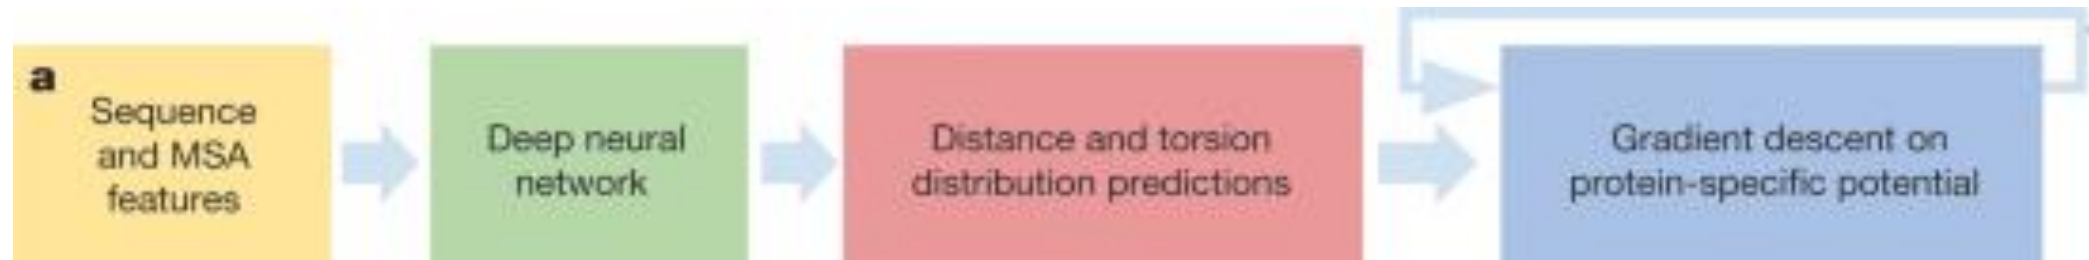 a
Sequence
and MSA
features
Deep neural
network
Distance and torsion
distribution predictions
Gradient descent on
protein-specific potential